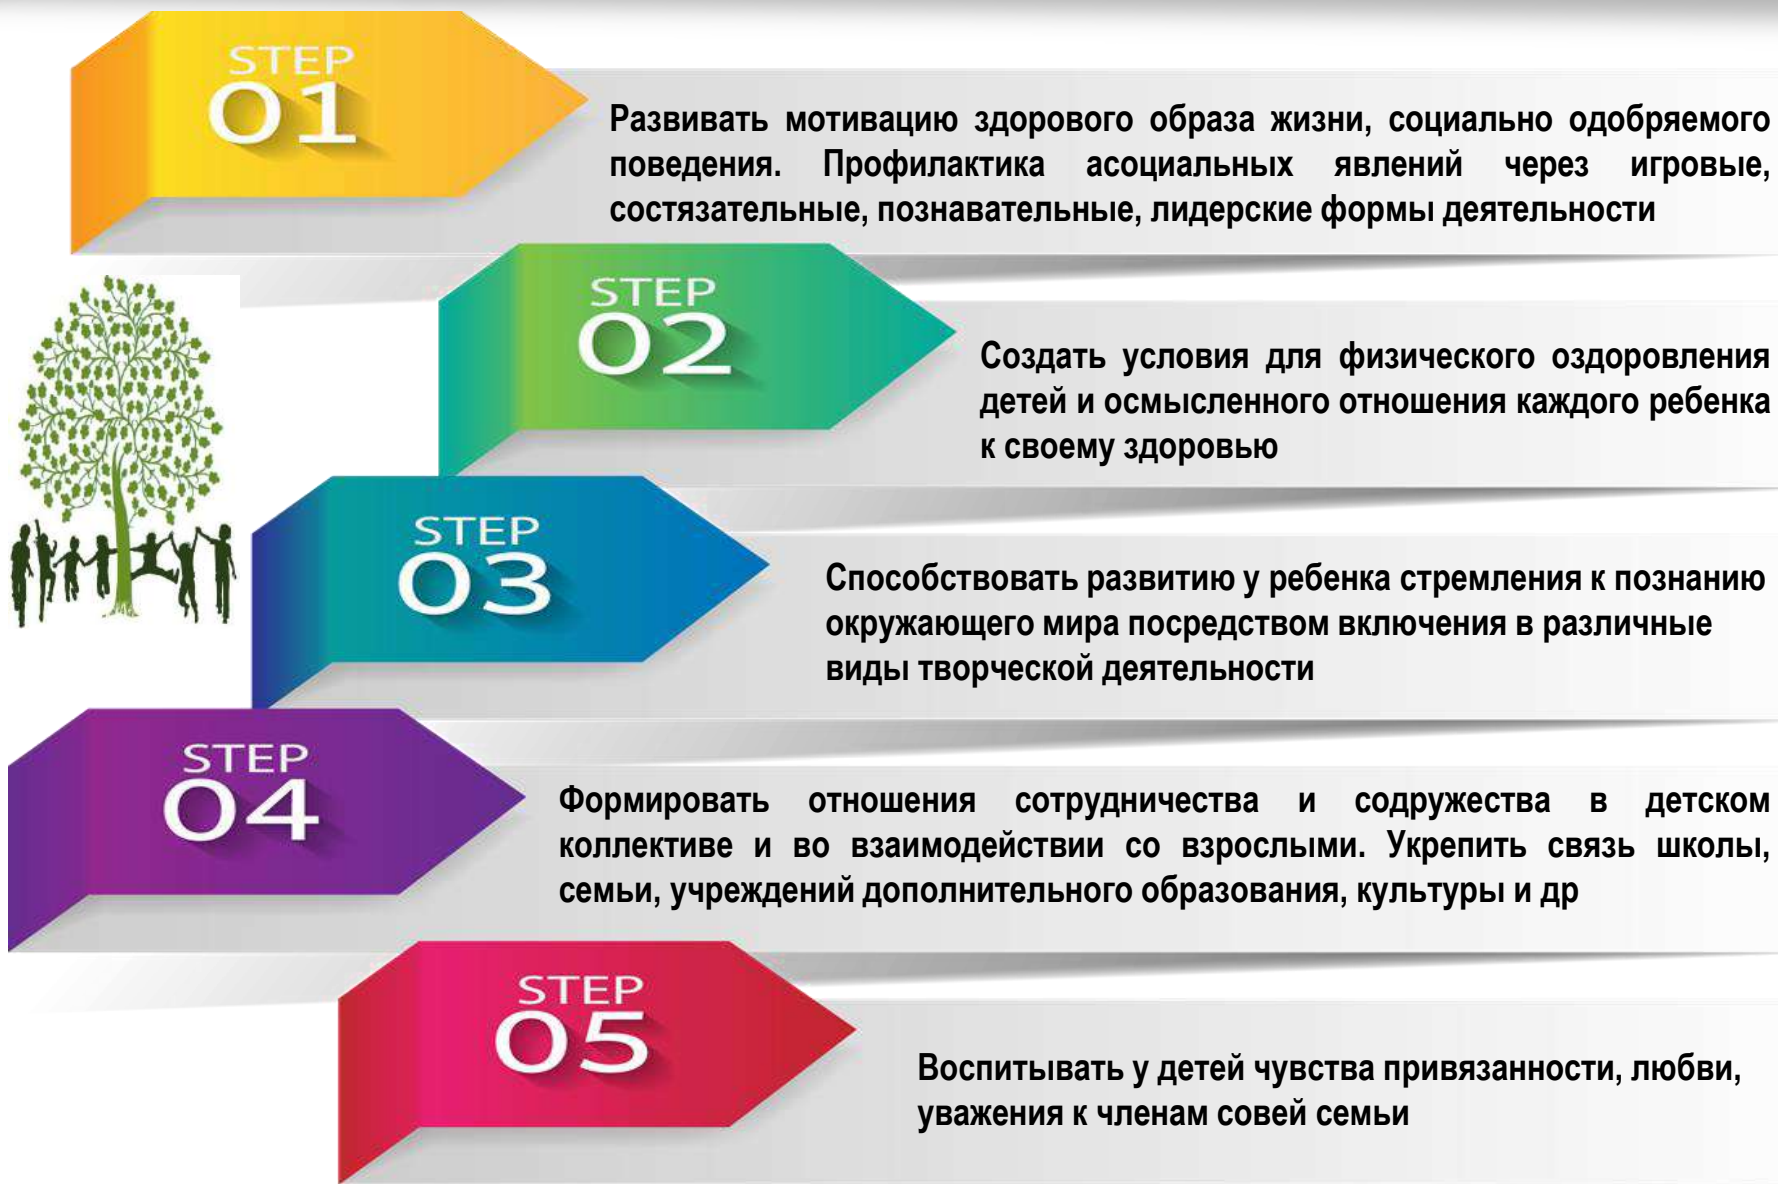 STEP
01
Развивать мотивацию здорового образа жизни, социально одобряемого
поведения. Профилактика асоциальных явлений через игровые,
состязательные, познавательные, лидерские формы деятельности
STEP
02
Создать условия для физического оздоровления
детей и осмысленного отношения каждого ребенка
к своему здоровью
STEP
03
Способствовать развитию у ребенка стремления к познанию
окружающего мира посредством включения в различные
виды творческой деятельности
STEP
04
Формировать отношения сотрудничества и содружества в детском
коллективе и во взаимодействии со взрослыми. Укрепить связь школы,
семьи, учреждений дополнительного образования, культуры и др
STEP
05
Воспитывать у детей чувства привязанности, любви,
уважения к членам совей семьи